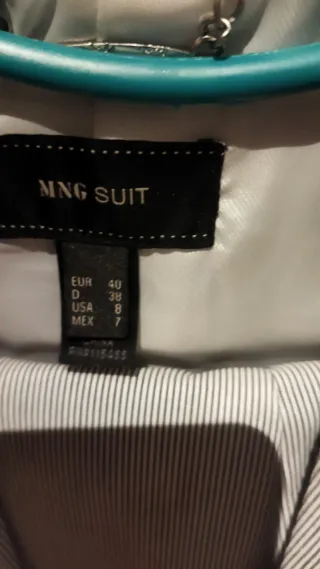 MNG SUIT
EUR 40
D 38
USA 8
MEX 7